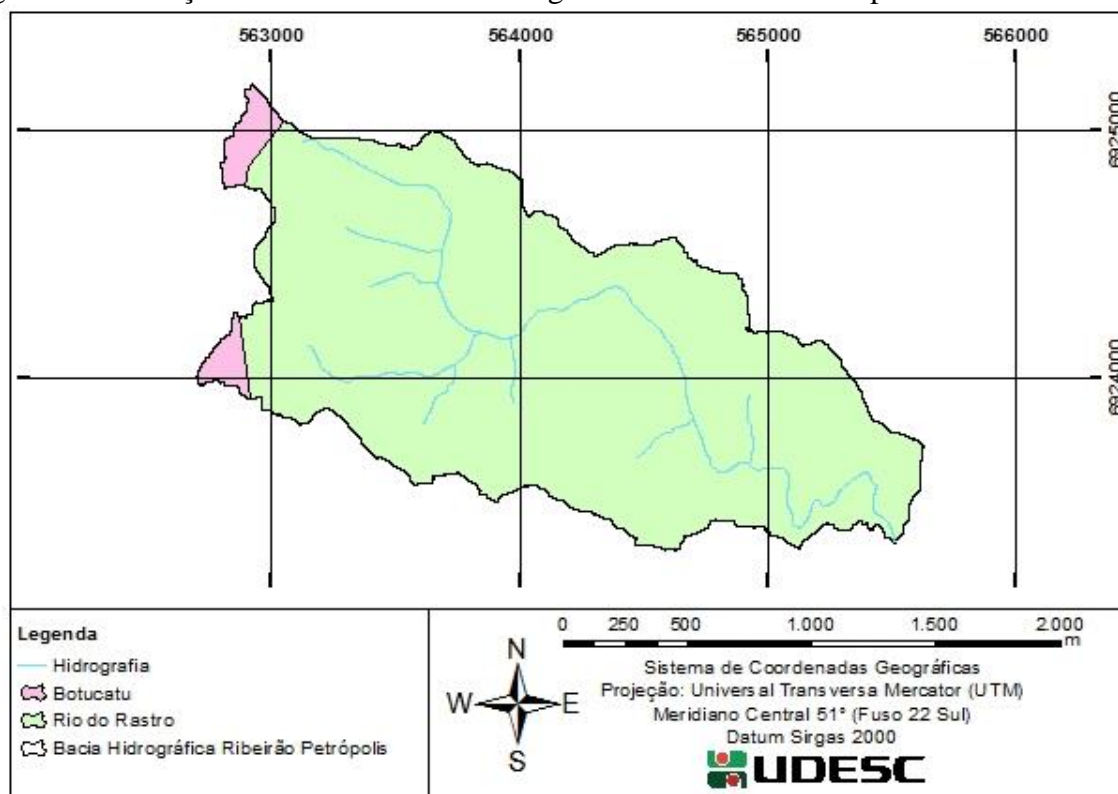 563000 564000 565000 566000
6925000
6924000
Legenda
Hidrografia
Botucatu
Rio do Rastro
Bacia Hidrográfica Ribeirão Petrópolis
N
W E
S
0 250 500 1.000 1.500 2.000
m
Sistema de Coordenadas Geográficas
Projeção: Universal Transversa Mercator (UTM)
Meridiano Central 51° (Fuso 22 Sul)
Datum Sirgas 2000
UDESC